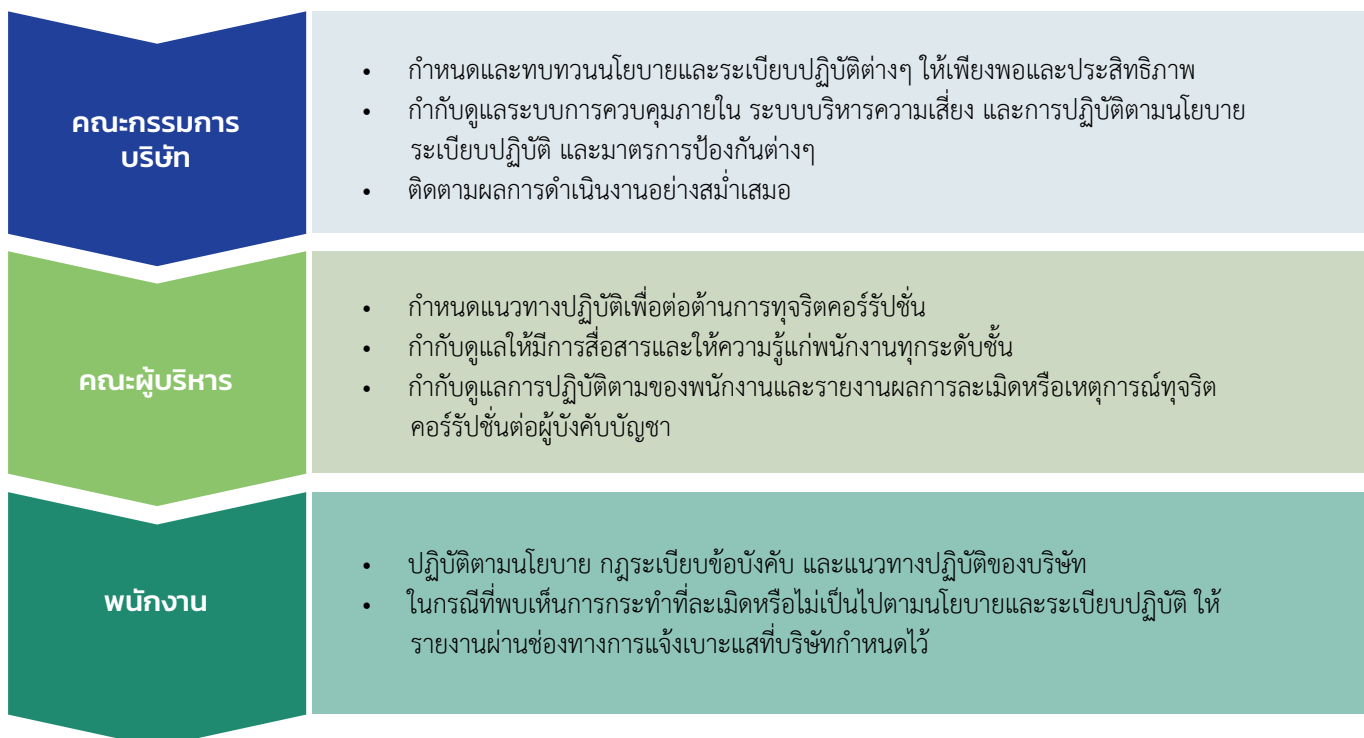 คณะกรรมการ
บริษัท
• กำหนดและทบทวนนโยบายและระเบียบปฏิบัติต่างๆ ให้เพียงพอและประสิทธิภาพ
• กำกับดูแลระบบการควบคุมภายใน ระบบบริหารความเสี่ยง และการปฏิบัติตามนโยบาย
ระเบียบปฏิบัติ และมาตรการป้องกันต่างๆ
• ติดตามผลการดำเนินงานอย่างสม่ำเสมอ
คณะผู้บริหาร
• กำหนดแนวทางปฏิบัติเพื่อต่อต้านการทุจริตคอร์รัปชั่น
• กำกับดูแลให้มีการสื่อสารและให้ความรู้แก่พนักงานทุกระดับชั้น
• กำกับดูแลการปฏิบัติตามของพนักงานและรายงานผลการละเมิดหรือเหตุการณ์ทุจริต
คอร์รัปชั่นต่อผู้บังคับบัญชา
พนักงาน
• ปฏิบัติตามนโยบาย กฎระเบียบข้อบังคับ และแนวทางปฏิบัติของบริษัท
• ในกรณีที่พบเห็นการกระทำที่ละเมิดหรือไม่เป็นไปตามนโยบายและระเบียบปฏิบัติ ให้
รายงานผ่านช่องทางการแจ้งเบาะแสที่บริษัทกำหนดไว้